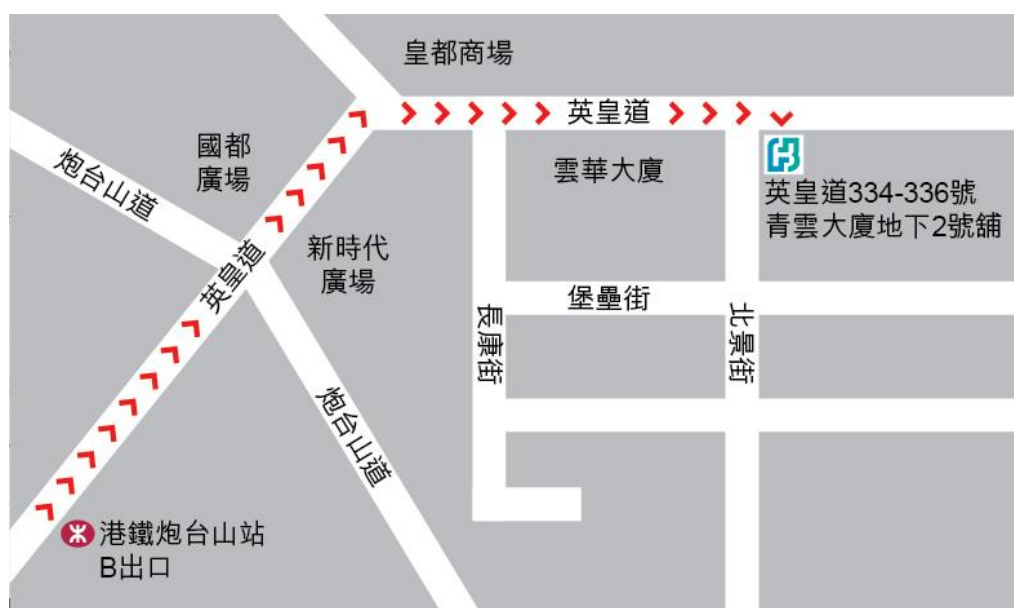 皇都商場
英皇道
國都
廣場
炮台山道
雲華大廈
英皇道334-336號
青雲大廈地下2號舖
新時代
廣場
英皇道
堡壘街
長康街
北景街
炮台山道
港鐵炮台山站
B出口